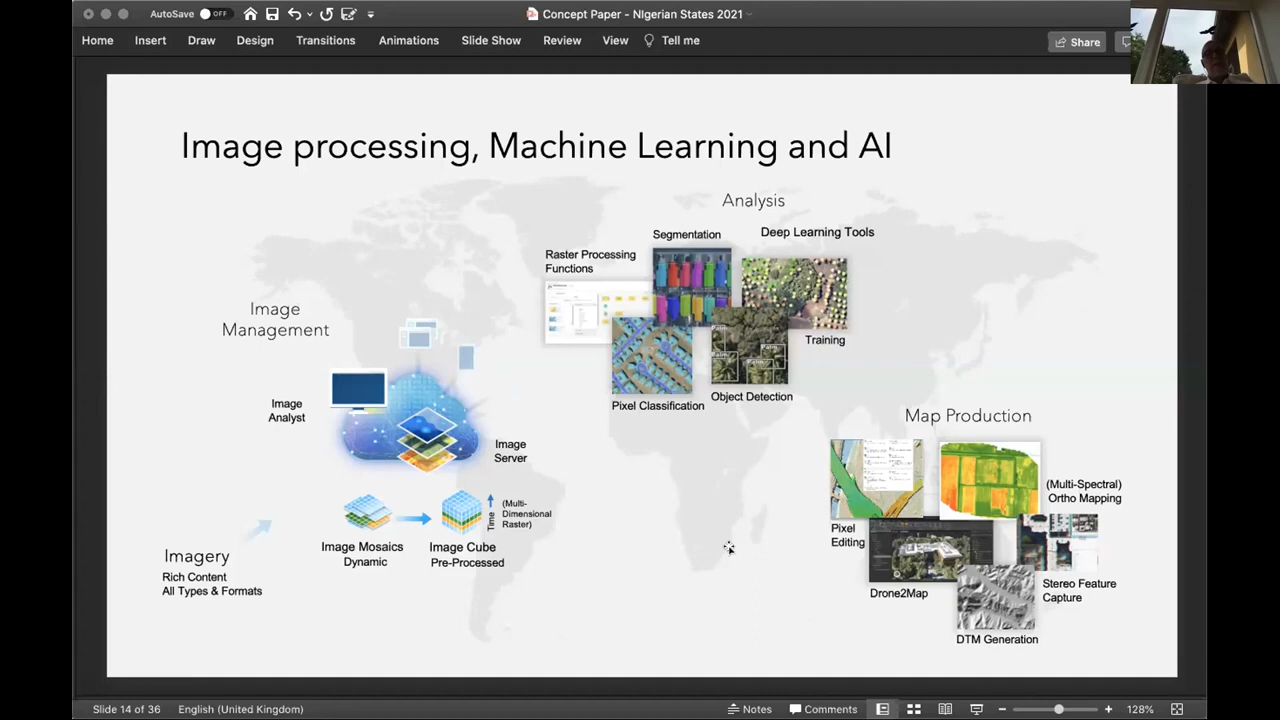 AutoSave OFF
Concept Paper - NIgerian States 2021
Home Insert Draw Design Transitions Animations Slide Show Review View Tell me Share
Image processing, Machine Learning and AI
Analysis
Segmentation
Deep Learning Tools
Raster Processing
Functions
Training
Pixel Classification
Object Detection
Palm
Palm
Palm
Palm
Image
Management
Image
Analyst
Image
Server
Time
(Multi-
Dimensional
Raster)
Image Mosaics
Dynamic
Image Cube
Pre-Processed
Imagery
Rich Content
All Types & Formats
Map Production
(Multi-Spectral)
Ortho Mapping
Pixel
Editing
Drone2Map
Stereo Feature
Capture
DTM Generation
Slide 14 of 36 English (United Kingdom) Notes Comments 128%